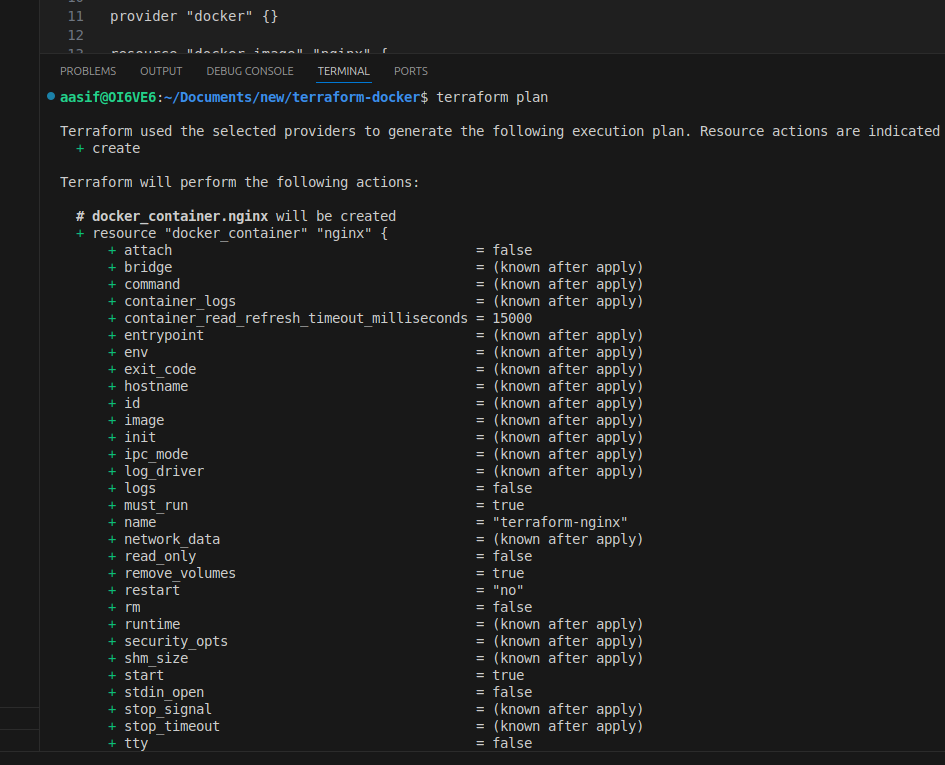 11 provider "docker" {}
12
13 resource "docker_image" "nginx" {
PROBLEMS OUTPUT DEBUG CONSOLE TERMINAL PORTS
aasif@OI6VE6:~/Documents/new/terraform-docker$ terraform plan
Terraform used the selected providers to generate the following execution plan. Resource actions are indicated
+ create
Terraform will perform the following actions:
# docker_container.nginx will be created
+ resource "docker_container" "nginx" {
+ attach = false
+ bridge = (known after apply)
+ command = (known after apply)
+ container_logs = (known after apply)
+ container_read_refresh_timeout_milliseconds = 15000
+ entrypoint = (known after apply)
+ env = (known after apply)
+ exit_code = (known after apply)
+ hostname = (known after apply)
+ id = (known after apply)
+ image = (known after apply)
+ init = (known after apply)
+ ipc_mode = (known after apply)
+ log_driver = (known after apply)
+ logs = false
+ must_run = true
+ name = "terraform-nginx"
+ network_data = (known after apply)
+ read_only = false
+ remove_volumes = true
+ restart = "no"
+ rm = false
+ runtime = (known after apply)
+ security_opts = (known after apply)
+ shm_size = (known after apply)
+ start = true
+ stdin_open = false
+ stop_signal = (known after apply)
+ stop_timeout = (known after apply)
+ tty = false